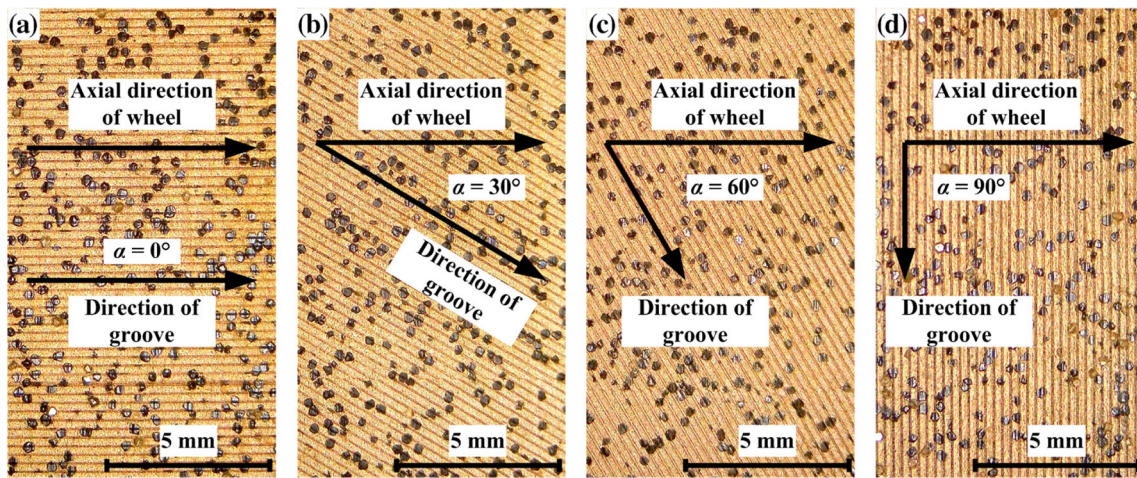 (a)
Axial direction
of wheel
α = 0°
Direction of
groove
5 mm
(b)
Axial direction
of wheel
α = 30°
Direction of
groove
5 mm
(c)
Axial direction
of wheel
α = 60°
Direction of
groove
5 mm
(d)
Axial direction
of wheel
α = 90°
Direction of
groove
5 mm